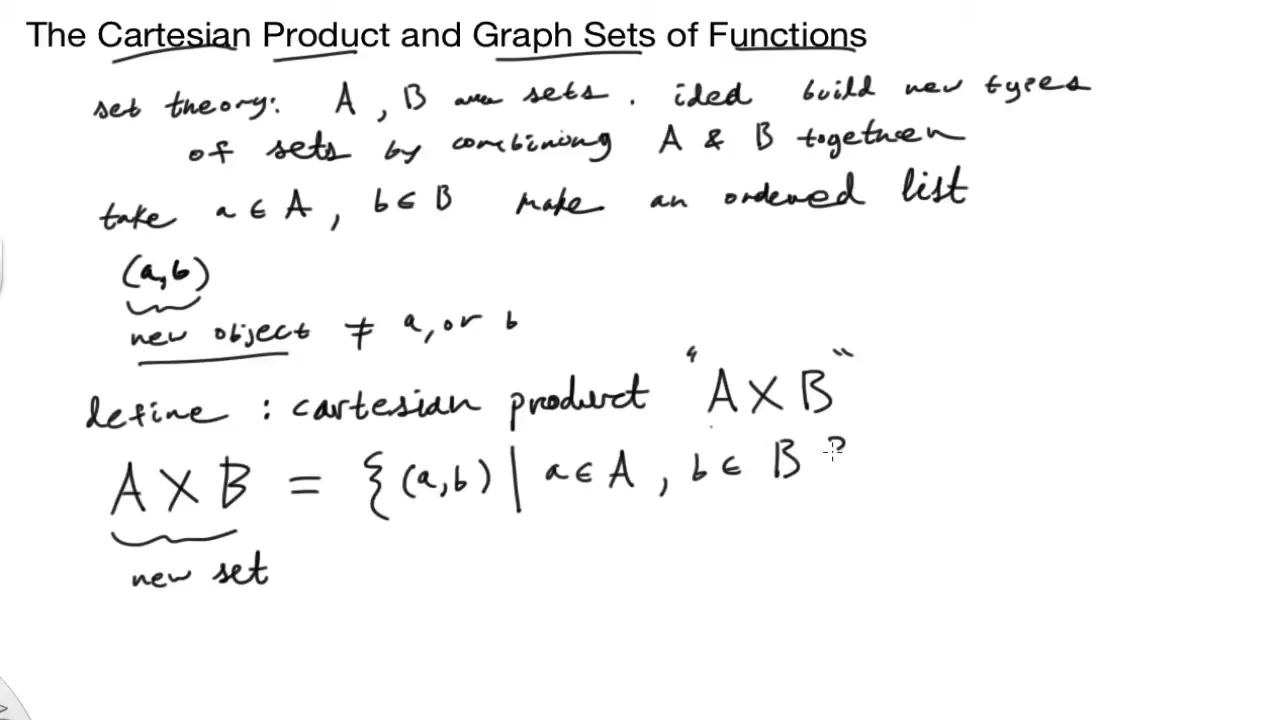 The Cartesian Product and Graph Sets of Functions
set theory: A, B are sets. idea build new types
of sets by combining A & B together
take a ∈ A, b ∈ B make an ordered list
(a,b)
new object ≠ a, or b
define : cartesian product "A X B"
A X B = {(a,b) | a ∈ A, b ∈ B
new set